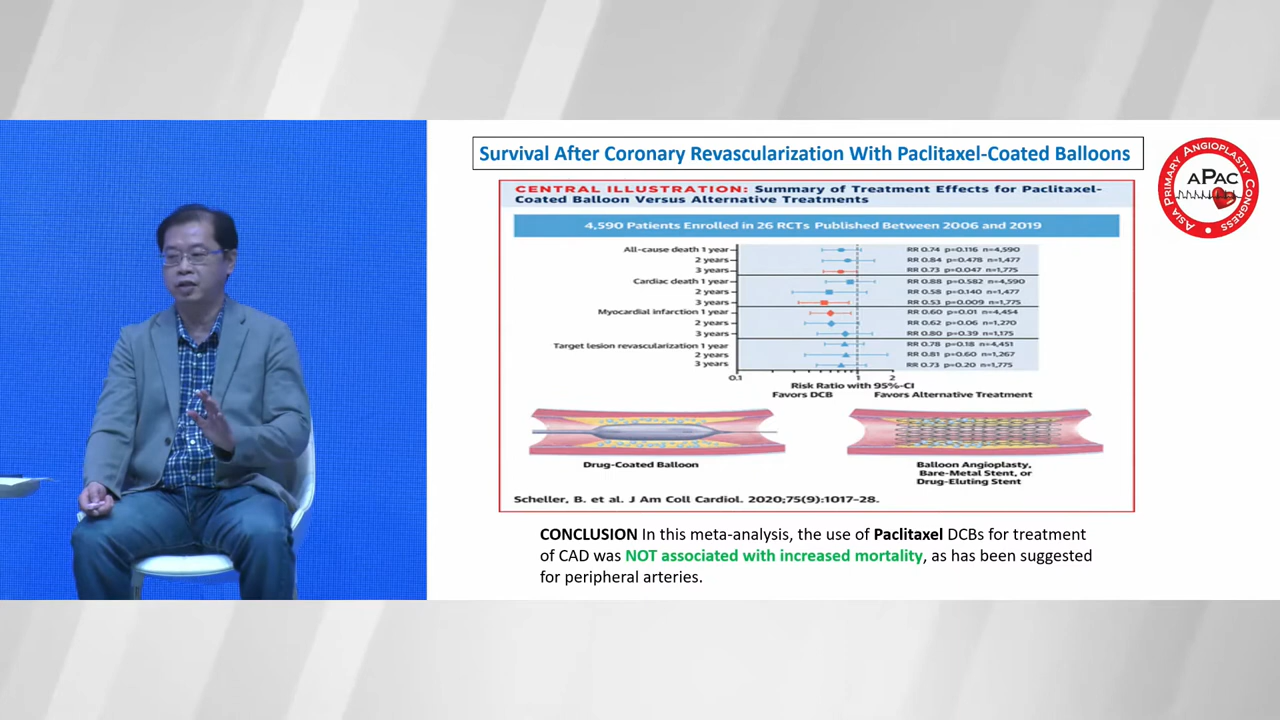 Survival After Coronary Revascularization With Paclitaxel-Coated Balloons
CENTRAL ILLUSTRATION: Summary of Treatment Effects for Paclitaxel-
Coated Balloon Versus Alternative Treatments
4,590 Patients Enrolled in 26 RCTs Published Between 2006 and 2019
All-cause death 1 year RR 0.74 p=0.116 n=4,590
2 years RR 0.84 p=0.478 n=1,477
3 years RR 0.73 p=0.047 n=1,775
Cardiac death 1 year RR 0.88 p=0.582 n=4,590
2 years RR 0.58 p=0.140 n=1,477
3 years RR 0.53 p=0.009 n=1,775
Myocardial infarction 1 year RR 0.60 p=0.01 n=4,454
2 years RR 0.62 p=0.06 n=1,270
3 years RR 0.80 p=0.39 n=1,175
Target lesion revascularization 1 year RR 0.78 p=0.18 n=4,451
2 years RR 0.81 p=0.60 n=1,267
3 years RR 0.73 p=0.20 n=1,775
0.1 1 2
Risk Ratio with 95%-CI
Favors DCB Favors Alternative Treatment
Drug-Coated Balloon
Balloon Angioplasty,
Bare-Metal Stent, or
Drug-Eluting Stent
Scheller, B. et al. J Am Coll Cardiol. 2020;75(9):1017-28.
CONCLUSION In this meta-analysis, the use of Paclitaxel DCBs for treatment
of CAD was NOT associated with increased mortality, as has been suggested
for peripheral arteries.
ASIA PRIMARY ANGIOPLASTY CONGRESS
APAC